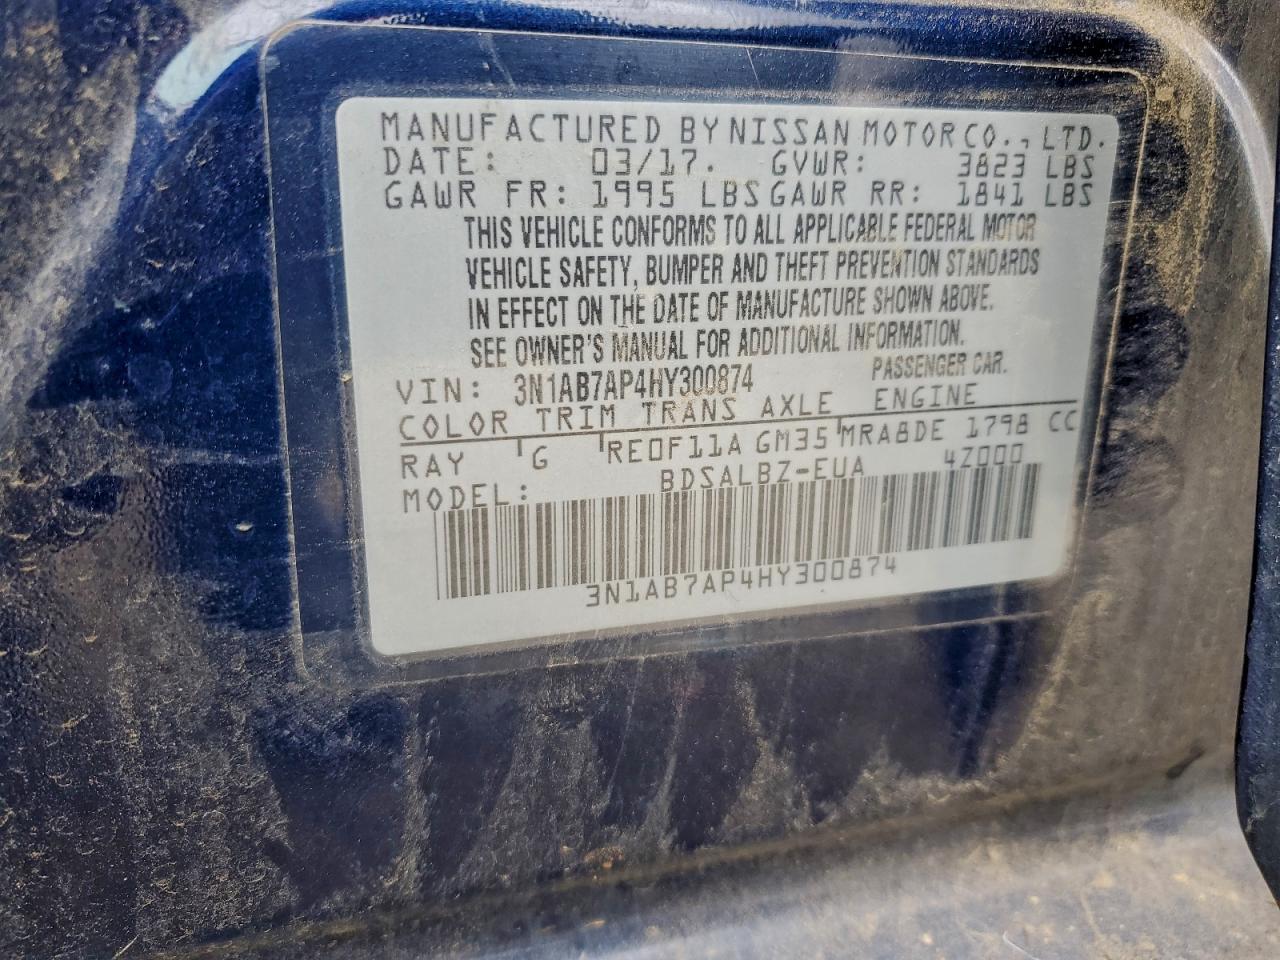 MANUFACTURED BY NISSAN MOTOR CO., LTD.
DATE: 03/17. GVWR: 3823 LBS
GAWR FR: 1995 LBS GAWR RR: 1841 LBS
THIS VEHICLE CONFORMS TO ALL APPLICABLE FEDERAL MOTOR
VEHICLE SAFETY, BUMPER AND THEFT PREVENTION STANDARDS
IN EFFECT ON THE DATE OF MANUFACTURE SHOWN ABOVE.
SEE OWNER'S MANUAL FOR ADDITIONAL INFORMATION.
VIN: 3N1AB7AP4HY300874 PASSENGER CAR.
COLOR TRIM TRANS AXLE ENGINE
RAY G RE0F11A GM35 MRA8DE 1798 CC
MODEL: BDSALBZ-EUA 4Z000
3N1AB7AP4HY300874